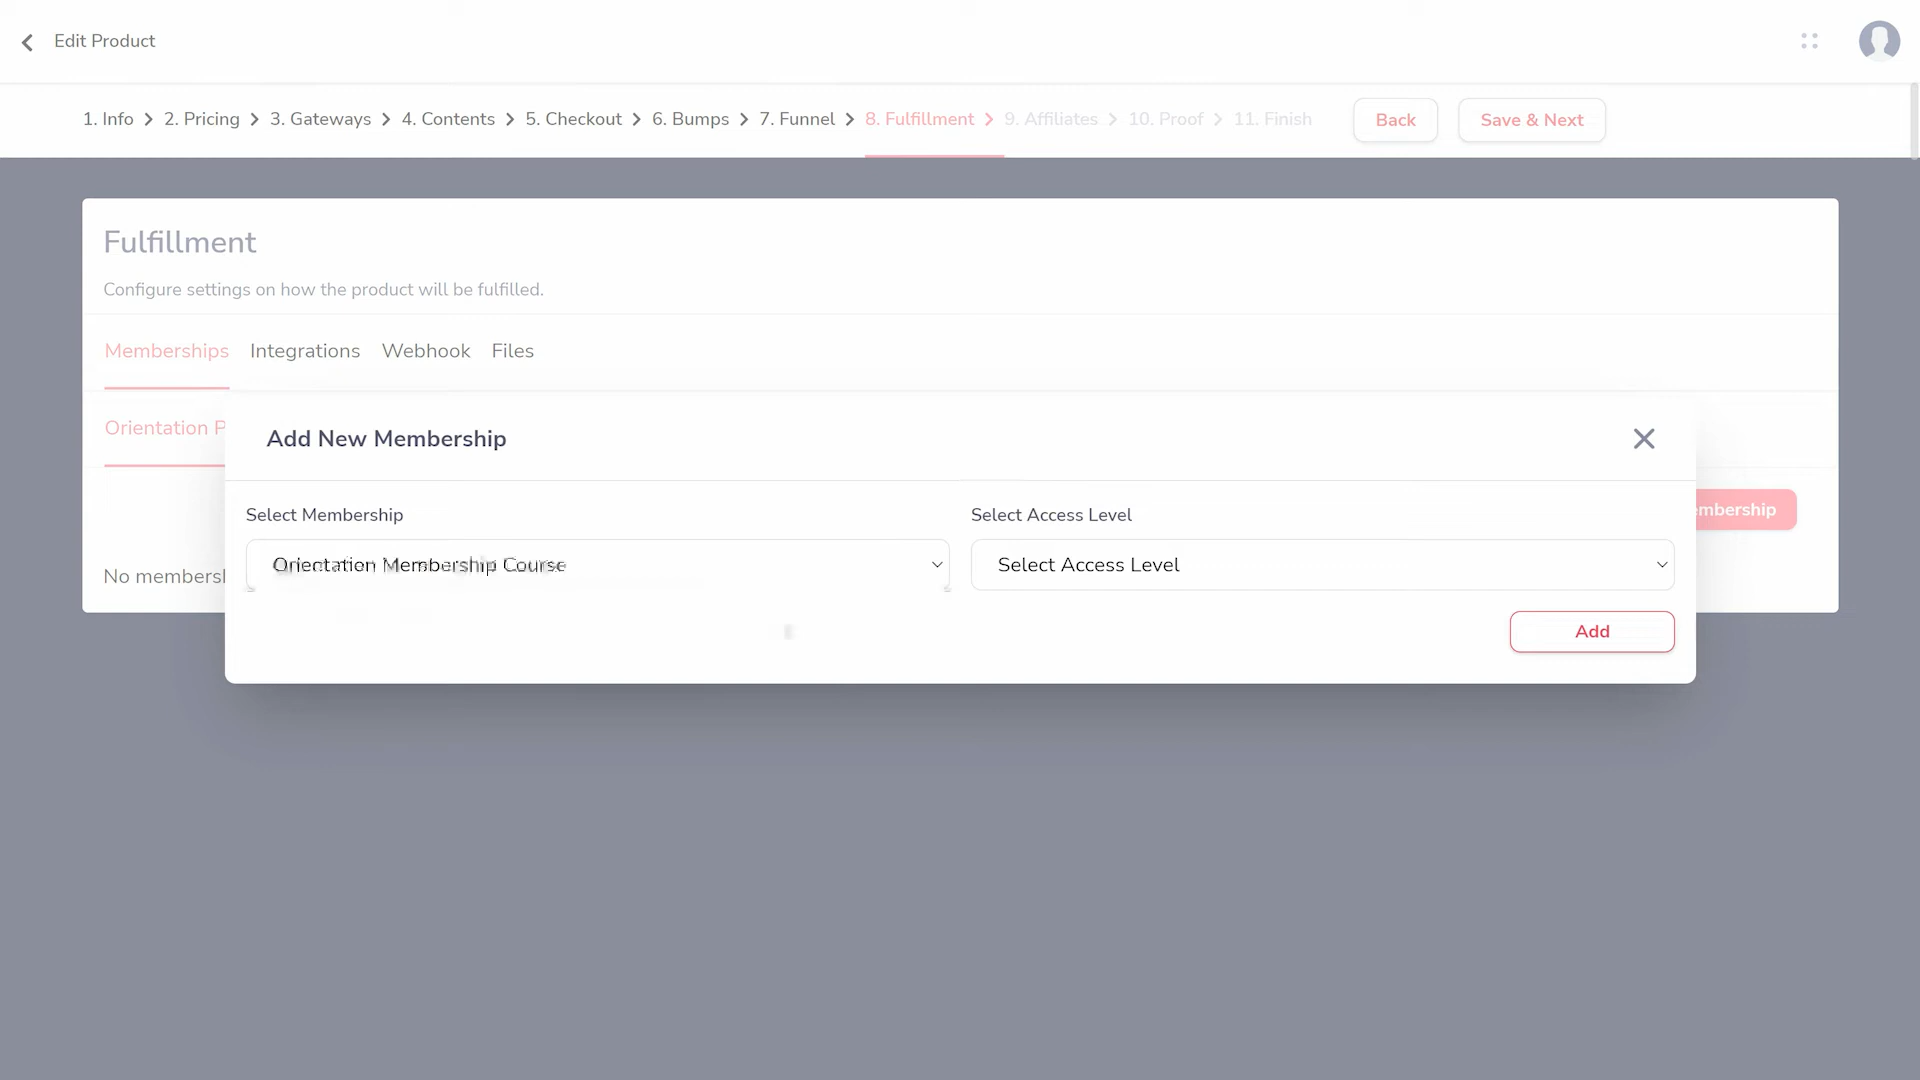 Edit Product
1. Info > 2. Pricing > 3. Gateways > 4. Contents > 5. Checkout > 6. Bumps > 7. Funnel > 8. Fulfillment > 9. Affiliates > 10. Proof > 11. Finish Back Save & Next
Fulfillment
Configure settings on how the product will be fulfilled.
Memberships Integrations Webhook Files
Orientation P
Add New Membership
Select Membership Select Access Level
embership
Orientation Membership Course Select Access Level
No membersh
Add